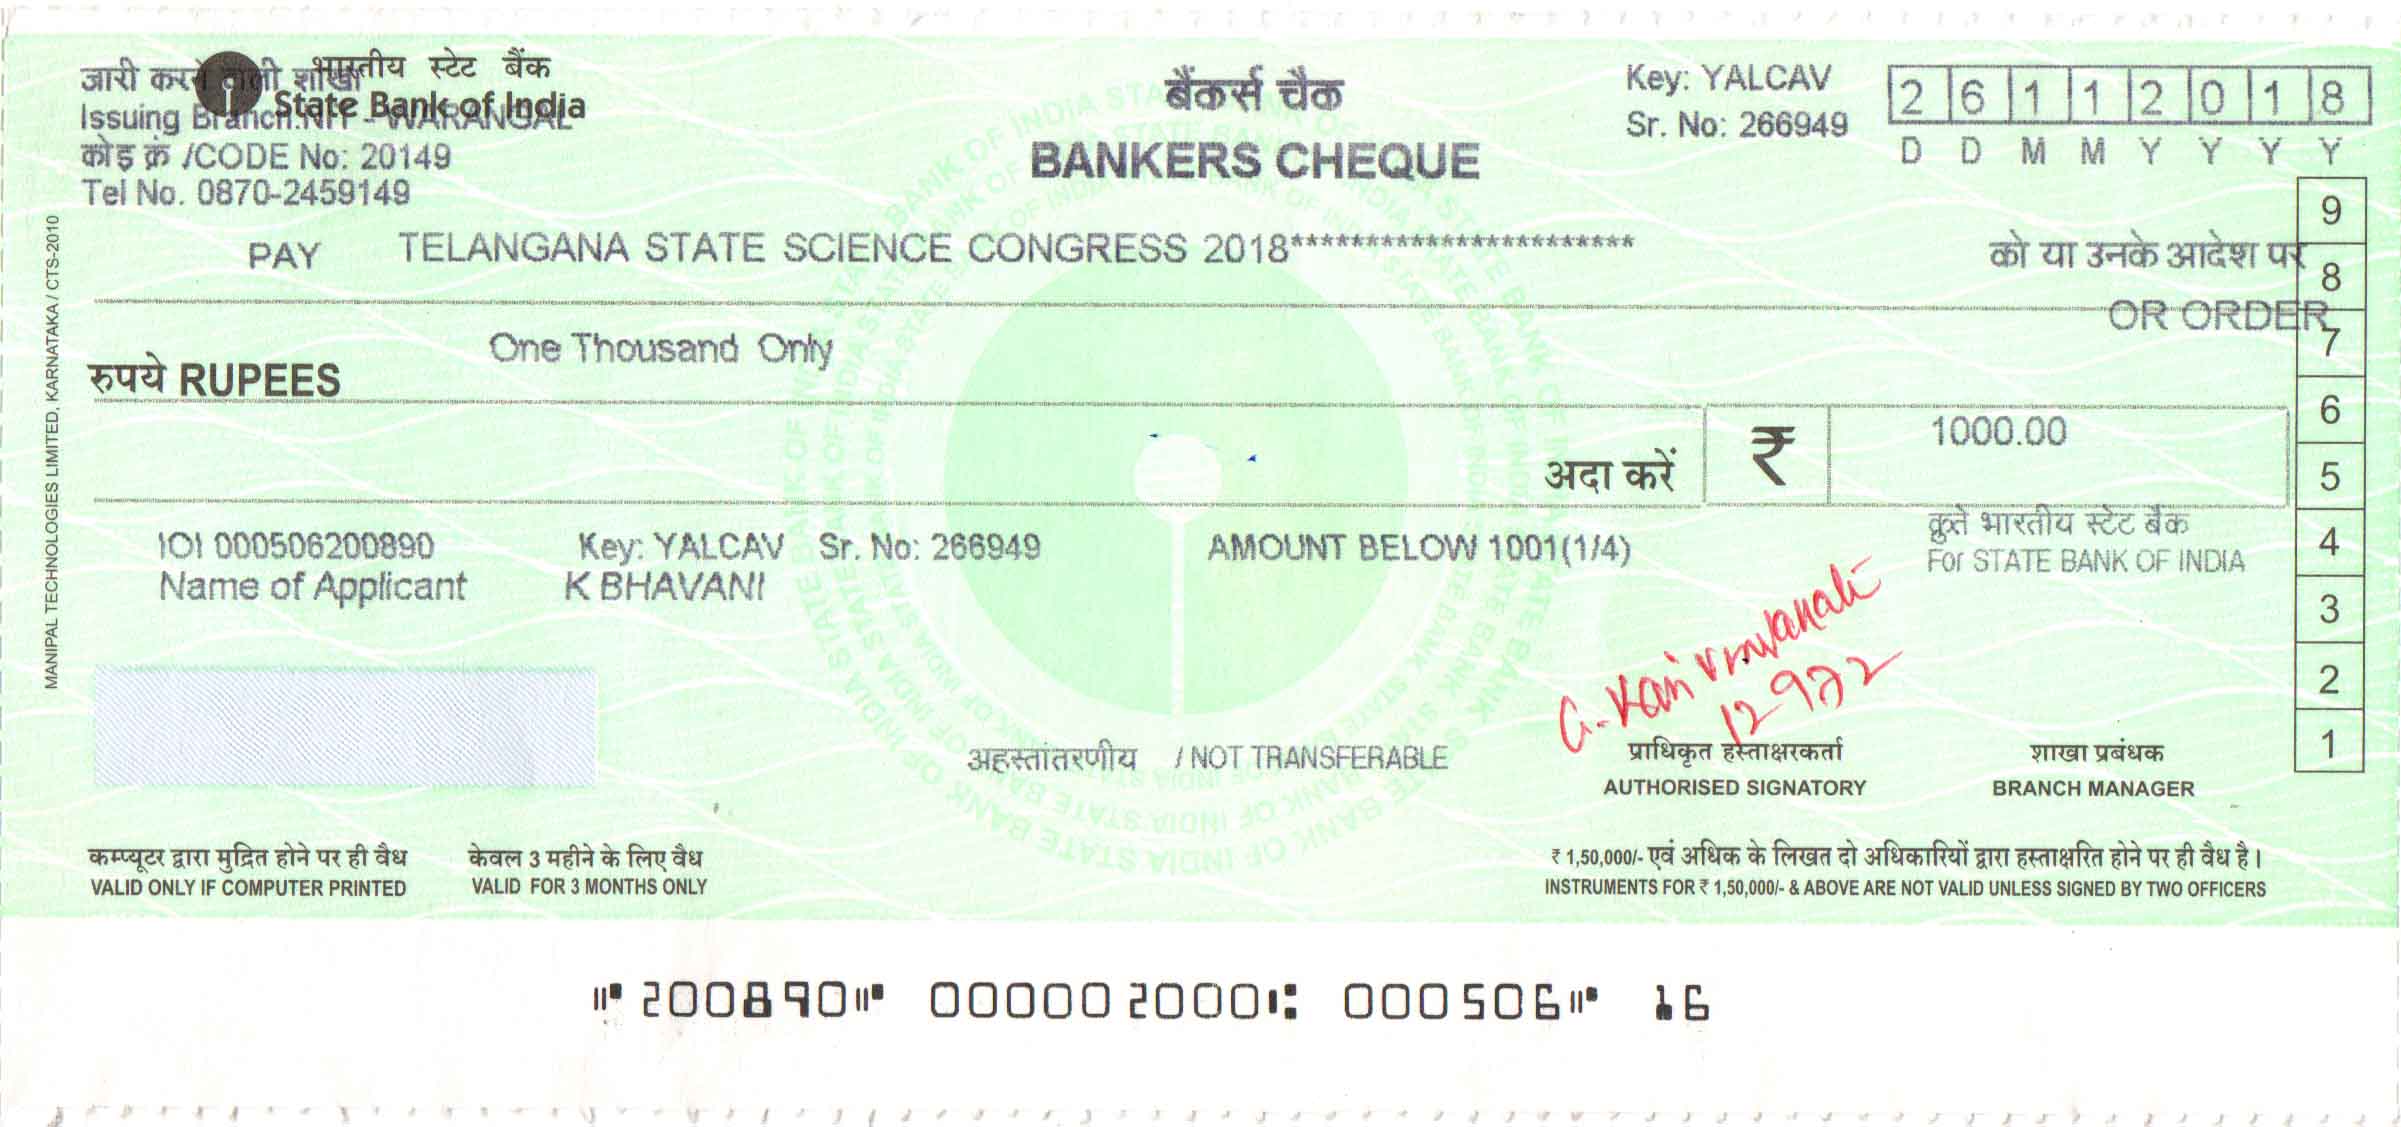 भारतीय स्टेट बैंक
State Bank of India
जारी करने वाली शाखा
Issuing Branch:NIT - WARANGAL
कोड क्रं /CODE No: 20149
Tel No. 0870-2459149
बैंकर्स चैक
BANKERS CHEQUE
Key: YALCAV
Sr. No: 266949
2 6 1 1 2 0 1 8
D D M M Y Y Y Y
PAY TELANGANA STATE SCIENCE CONGRESS 2018***********************
को या उनके आदेश पर
OR ORDER
One Thousand Only
रुपये RUPEES
अदा करें ₹ 1000.00
IOI 000506200890 Key: YALCAV Sr. No: 266949 AMOUNT BELOW 1001(1/4)
Name of Applicant K BHAVANI
कृते भारतीय स्टेट बैंक
For STATE BANK OF INDIA
9
8
7
6
5
4
3
2
1
अहस्तांतरणीय / NOT TRANSFERABLE
प्राधिकृत हस्ताक्षरकर्ता
AUTHORISED SIGNATORY
शाखा प्रबंधक
BRANCH MANAGER
कम्प्यूटर द्वारा मुद्रित होने पर ही वैध
VALID ONLY IF COMPUTER PRINTED
केवल 3 महीने के लिए वैध
VALID FOR 3 MONTHS ONLY
₹ 1,50,000/- एवं अधिक के लिखत दो अधिकारियों द्वारा हस्ताक्षरित होने पर ही वैध है।
INSTRUMENTS FOR ₹ 1,50,000/- & ABOVE ARE NOT VALID UNLESS SIGNED BY TWO OFFICERS
MANIPAL TECHNOLOGIES LIMITED, KARNATAKA / CTS-2010
⑈200890⑈ 000002000⑆ 000506⑈ 16